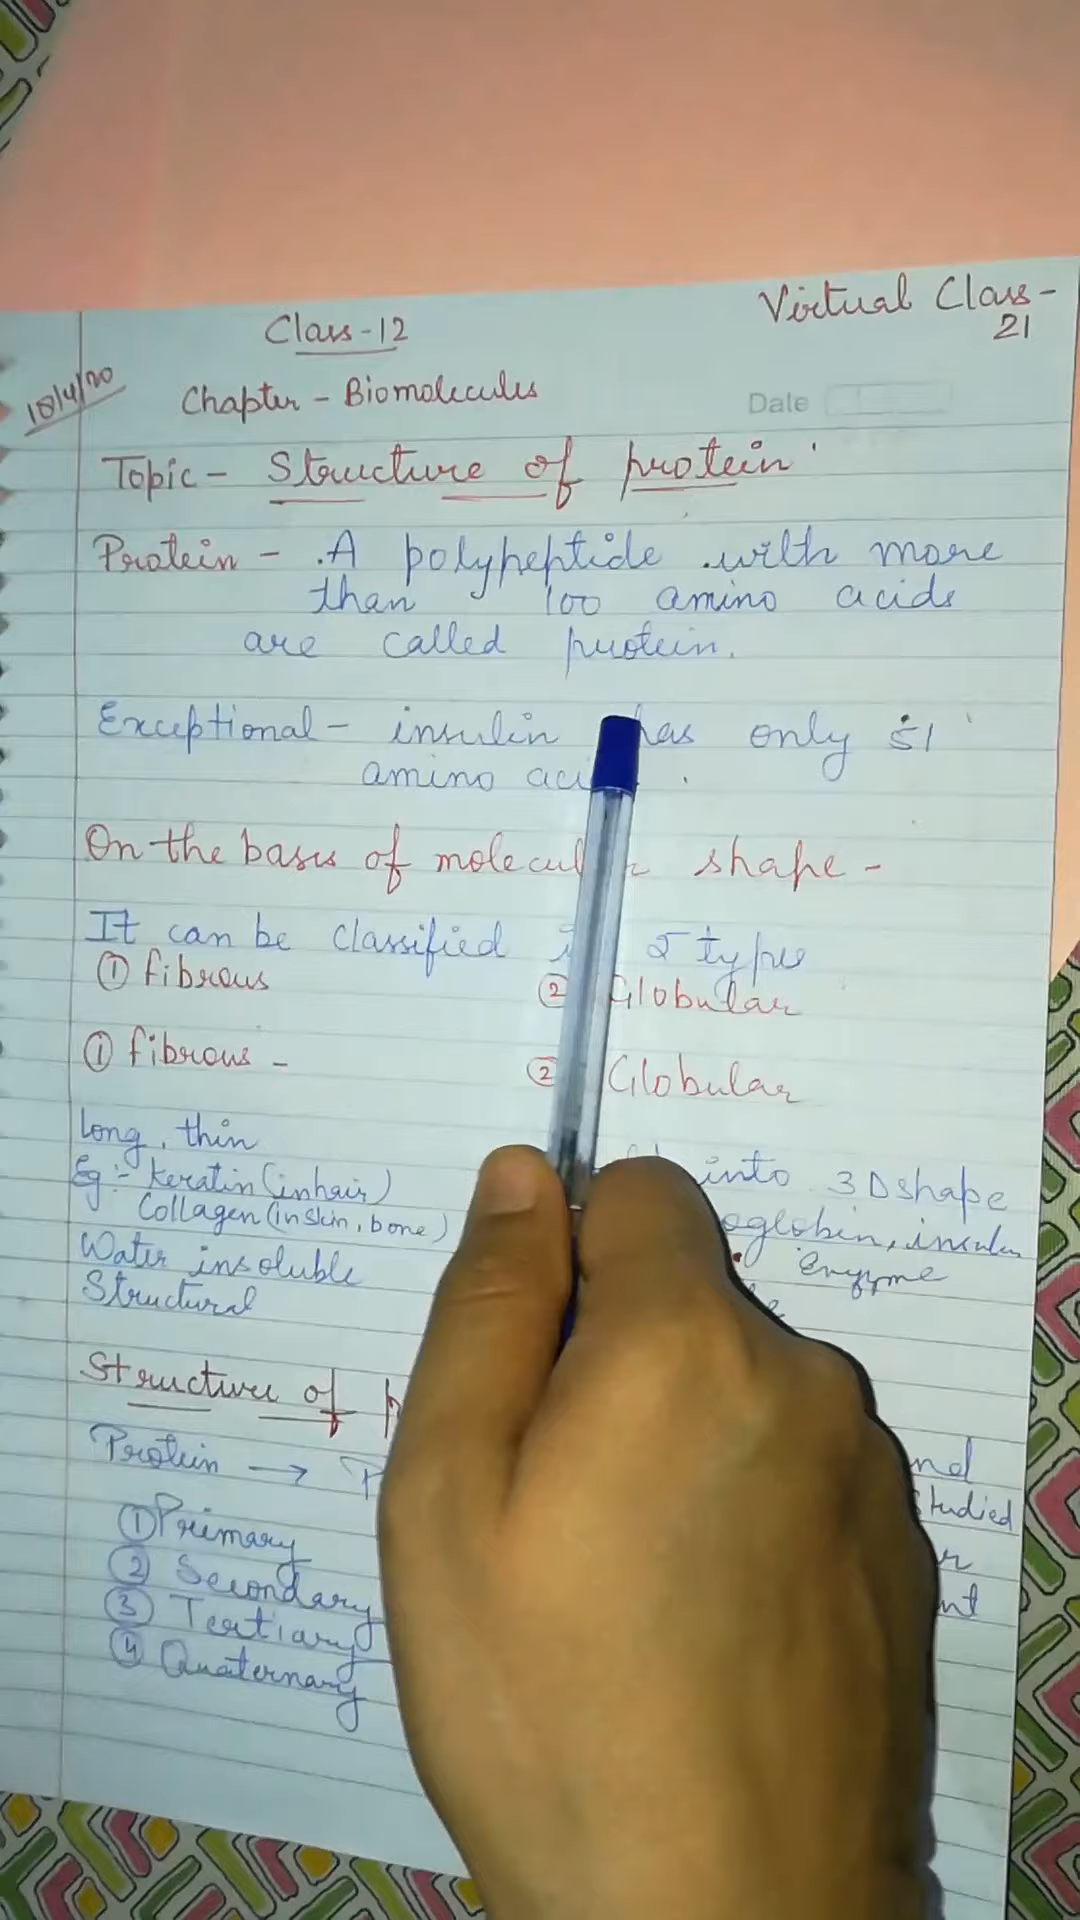 Virtual Class-
21
Class-12
18/4/20
Chapter - Biomolecules
Date
Topic - Structure of protein
Protein - A polypeptide with more
than 100 amino acids
are called protein.
Exceptional - insulin has only 51
amino
On the basis of molecul shape -
It can be classified 2 types
① fibrous ② Globular
① fibrous - ② Globular
long, thin
into 3D shape
Eg:- Keratin (in hair)
Collagen (in skin, bone)
oglobin, insulin
Water insoluble
Enzyme
Structural
Structure of
Protein →
nd
studied
① Primary
② Secondary
③ Tertiary
④ Quaternary